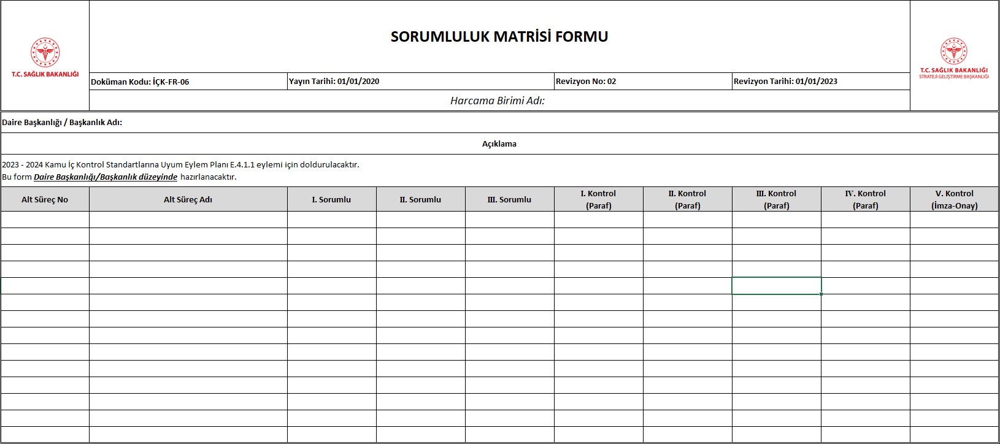 SORUMLULUK MATRİSİ FORMU
T.C. SAĞLIK BAKANLIĞI
T.C. SAĞLIK BAKANLIĞI
STRATEJİ GELİŞTİRME BAŞKANLIĞI
Doküman Kodu: İÇK-FR-06 Yayın Tarihi: 01/01/2020 Revizyon No: 02 Revizyon Tarihi: 01/01/2023
Harcama Birimi Adı:
Daire Başkanlığı / Başkanlık Adı:
Açıklama
2023 - 2024 Kamu İç Kontrol Standartlarına Uyum Eylem Planı E.4.1.1 eylemi için doldurulacaktır.
Bu form Daire Başkanlığı/Başkanlık düzeyinde hazırlanacaktır.
Alt Süreç No Alt Süreç Adı I. Sorumlu II. Sorumlu III. Sorumlu I. Kontrol II. Kontrol III. Kontrol IV. Kontrol V. Kontrol
(Paraf) (Paraf) (Paraf) (Paraf) (İmza-Onay)